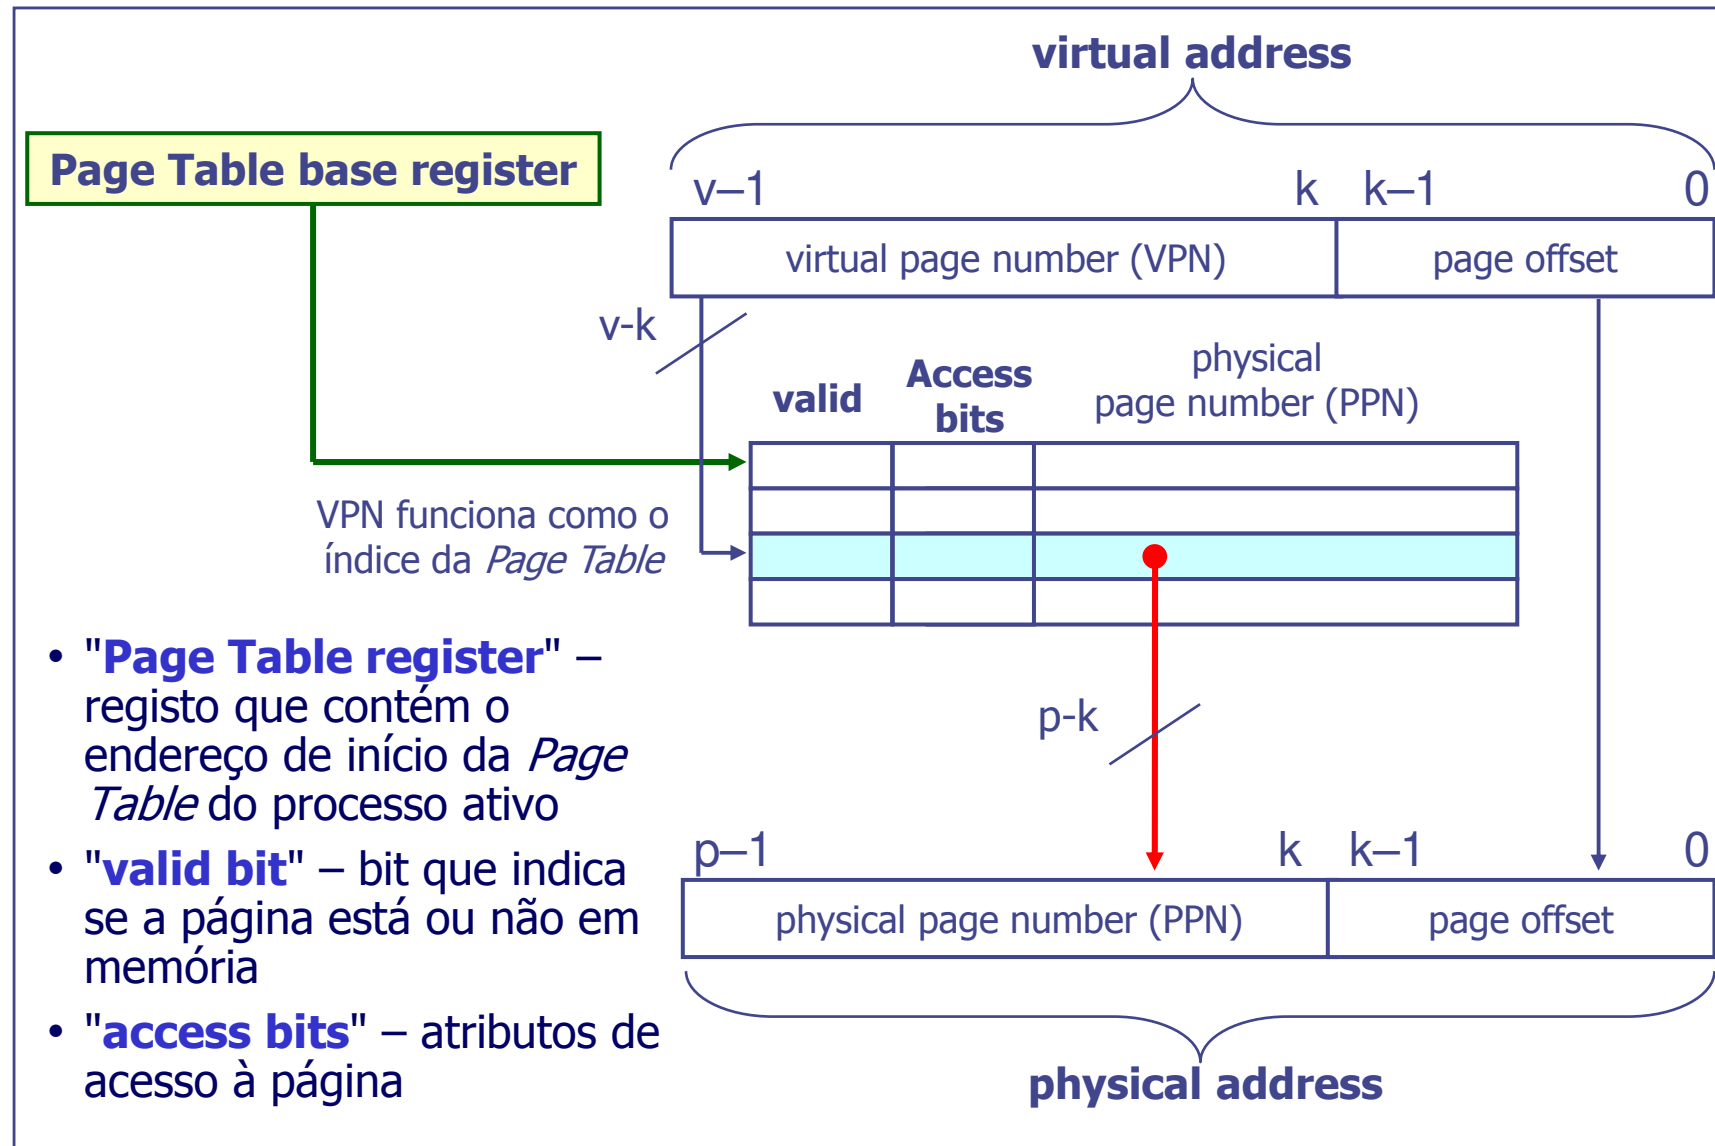 virtual address
Page Table base register
v–1
k
k–1
0
virtual page number (VPN)
page offset
v-k
valid
Access
bits
physical
page number (PPN)
VPN funciona como o
índice da Page Table
• "Page Table register" –
registo que contém o
endereço de início da Page
Table do processo ativo
• "valid bit" – bit que indica
se a página está ou não em
memória
• "access bits" – atributos de
acesso à página
p-k
p–1
k
k–1
0
physical page number (PPN)
page offset
physical address